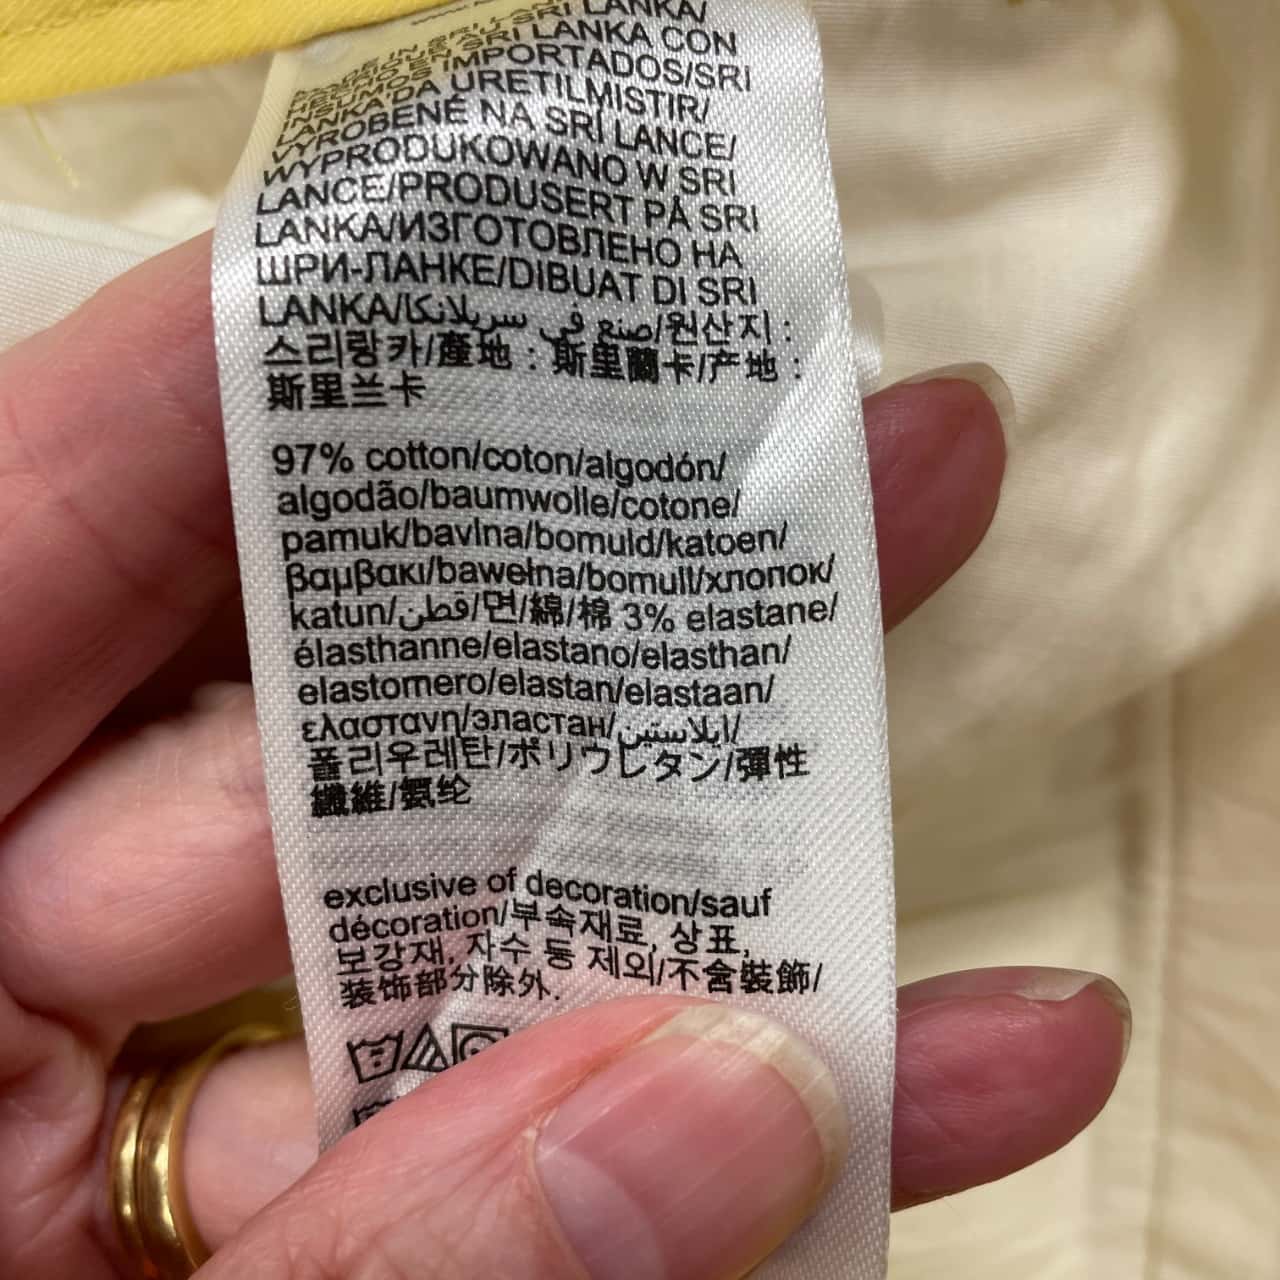 SRI LANKA/
SRI LANKA CON
INSUMOS IMPORTADOS/SRI
LANKA'DA ÜRETİLMİSTİR/
VYROBENÉ NA SRÍ LANCE/
WYPRODUKOWANO W SRI
LANCE/PRODUSERT PÅ SRI
LANKA/ИЗГОТОВЛЕНО НА
ШРИ-ЛАНКЕ/DIBUAT DI SRI
LANKA/صنع في سريلانكا/원산지 :
스리랑카/產地 : 斯里蘭卡/产地 :
斯里兰卡
97% cotton/coton/algodón/
algodão/baumwolle/cotone/
pamuk/bavlna/bomuld/katoen/
βαμβακι/bawełna/bomull/хлопок/
katun/قطن/면/綿/棉 3% elastane/
élasthanne/elastano/elasthan/
elastomero/elastan/elastaan/
ελαστανη/эластан/ايلاستين/
폴리우레탄/ポリウレタン/彈性
纖維/氨纶
exclusive of decoration/sauf
décoration/부속재료, 상표,
보강재, 자수 등 제외/不含裝飾/
装饰部分除外.